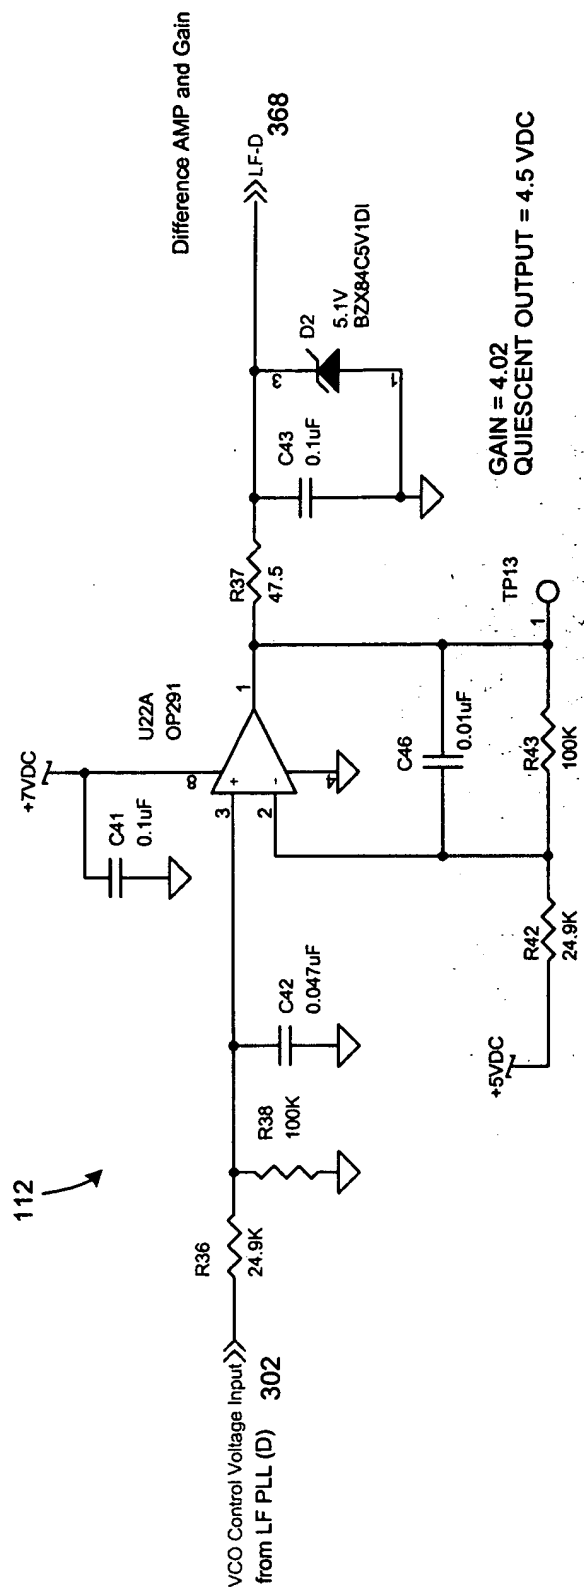 Difference AMP and Gain
112
+7VDC
C41
0.1uF
U22A
OP291
8
3
2
1
4
+
-
VCO Control Voltage Input
from LF PLL (D)
302
R36
24.9K
R38
100K
C42
0.047uF
R37
47.5
C43
0.1uF
3
1
D2
5.1V
BZX84C5V1DI
LF-D
368
C46
0.01uF
+5VDC
R42
24.9K
R43
100K
1
TP13
GAIN = 4.02
QUIESCENT OUTPUT = 4.5 VDC